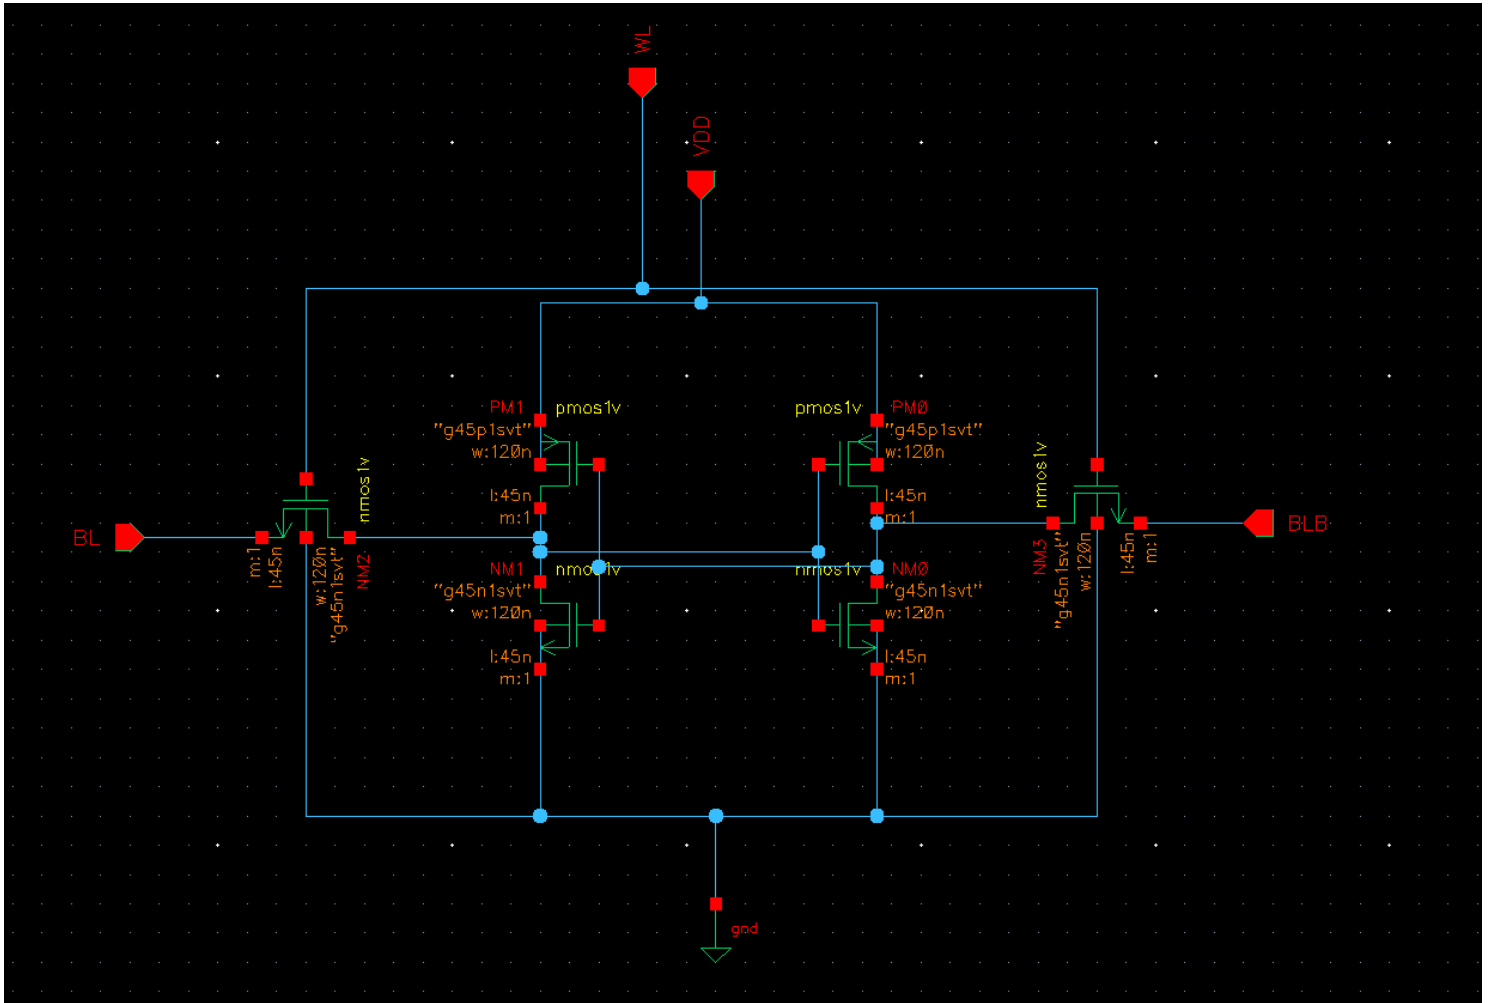 WL
VDD
PM1
pmos1v
"g45p1svt"
w:120n
l:45n
m:1
pmos1v
PM0
"g45p1svt"
w:120n
l:45n
m:1
BL
m:1
l:45n
w:120n
"g45n1svt"
NM2
nmos1v
NM1
nmos1v
"g45n1svt"
w:120n
l:45n
m:1
nmos1v
NM0
"g45n1svt"
w:120n
l:45n
m:1
nmos1v
NM3
"g45n1svt"
w:120n
l:45n
m:1
BLB
gnd